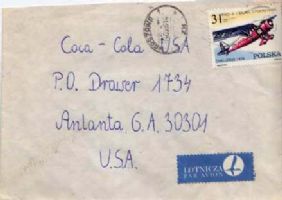 31
POLSKA
Coca - Cola USA
P.O. Drawer 1734
Antanta G.A. 30301
U.S.A.
LOTNICZA
PAR AVION